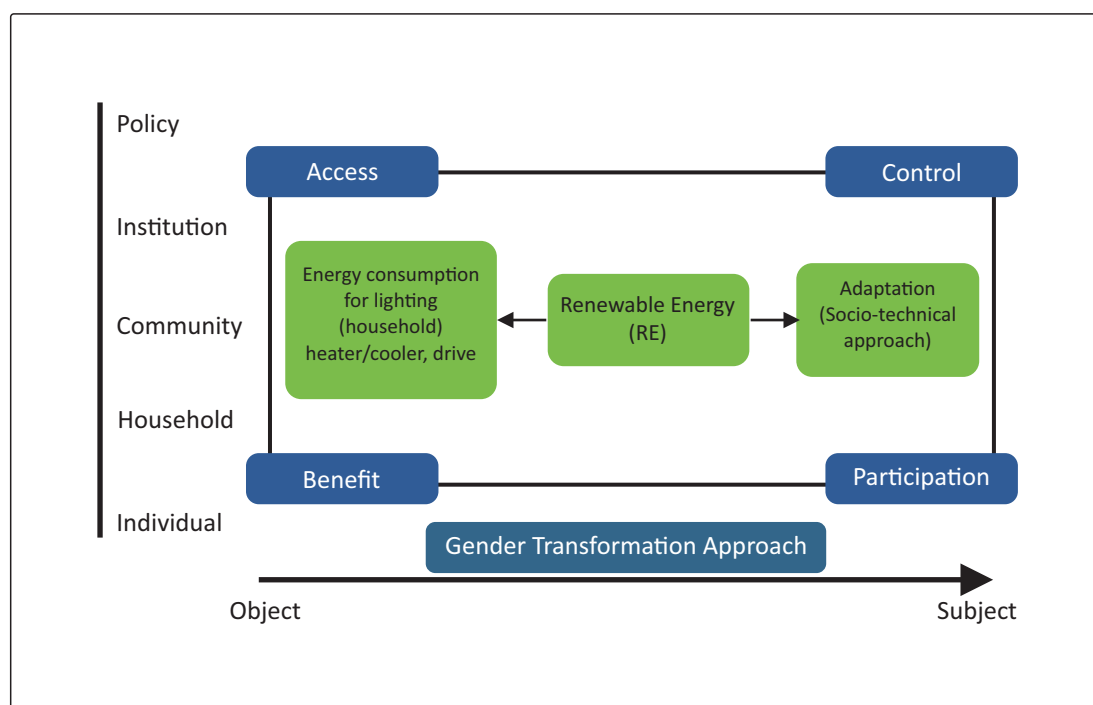 Policy
Access
Control
Institution
Energy consumption
for lighting
(household)
heater/cooler, drive
Renewable Energy
(RE)
Adaptation
(Socio-technical
approach)
Community
Household
Benefit
Participation
Individual
Gender Transformation Approach
Object
Subject